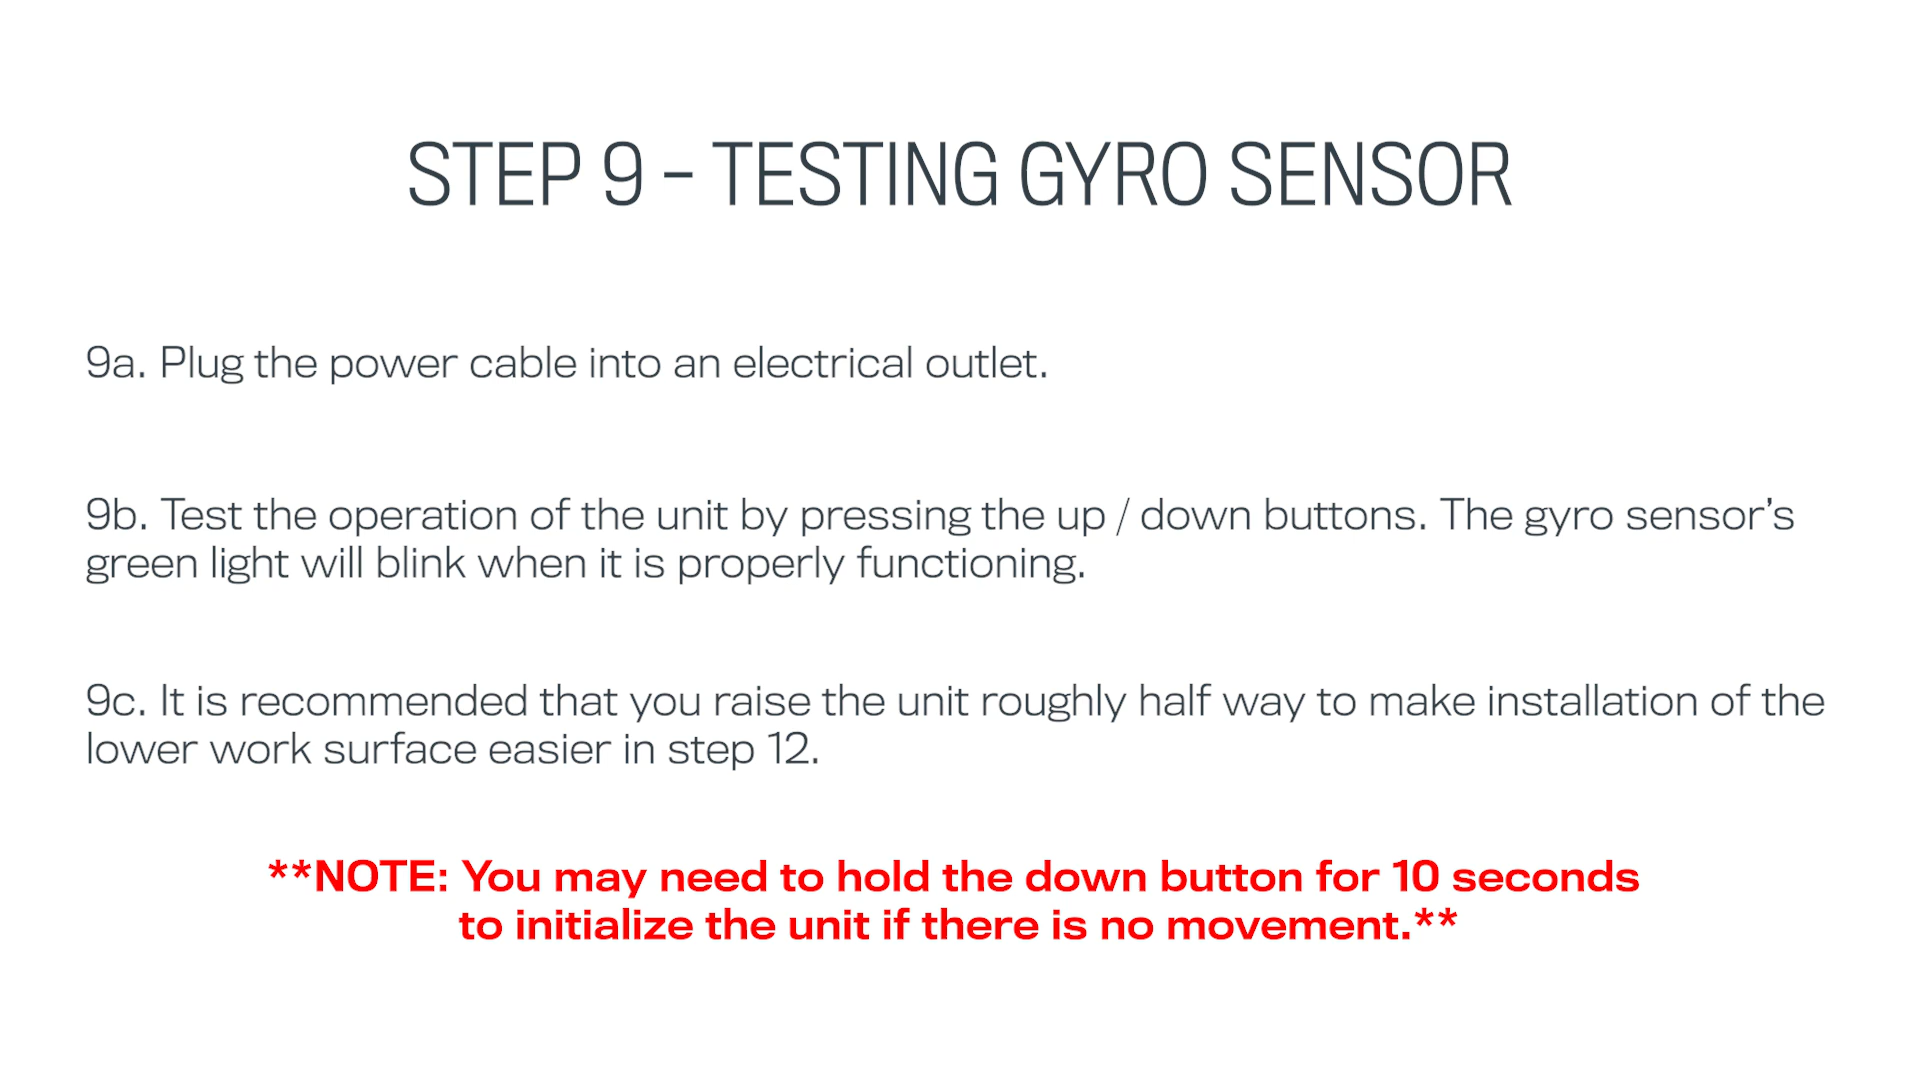 STEP 9 – TESTING GYRO SENSOR
9a. Plug the power cable into an electrical outlet.
9b. Test the operation of the unit by pressing the up / down buttons. The gyro sensor’s
green light will blink when it is properly functioning.
9c. It is recommended that you raise the unit roughly half way to make installation of the
lower work surface easier in step 12.
**NOTE: You may need to hold the down button for 10 seconds
to initialize the unit if there is no movement.**